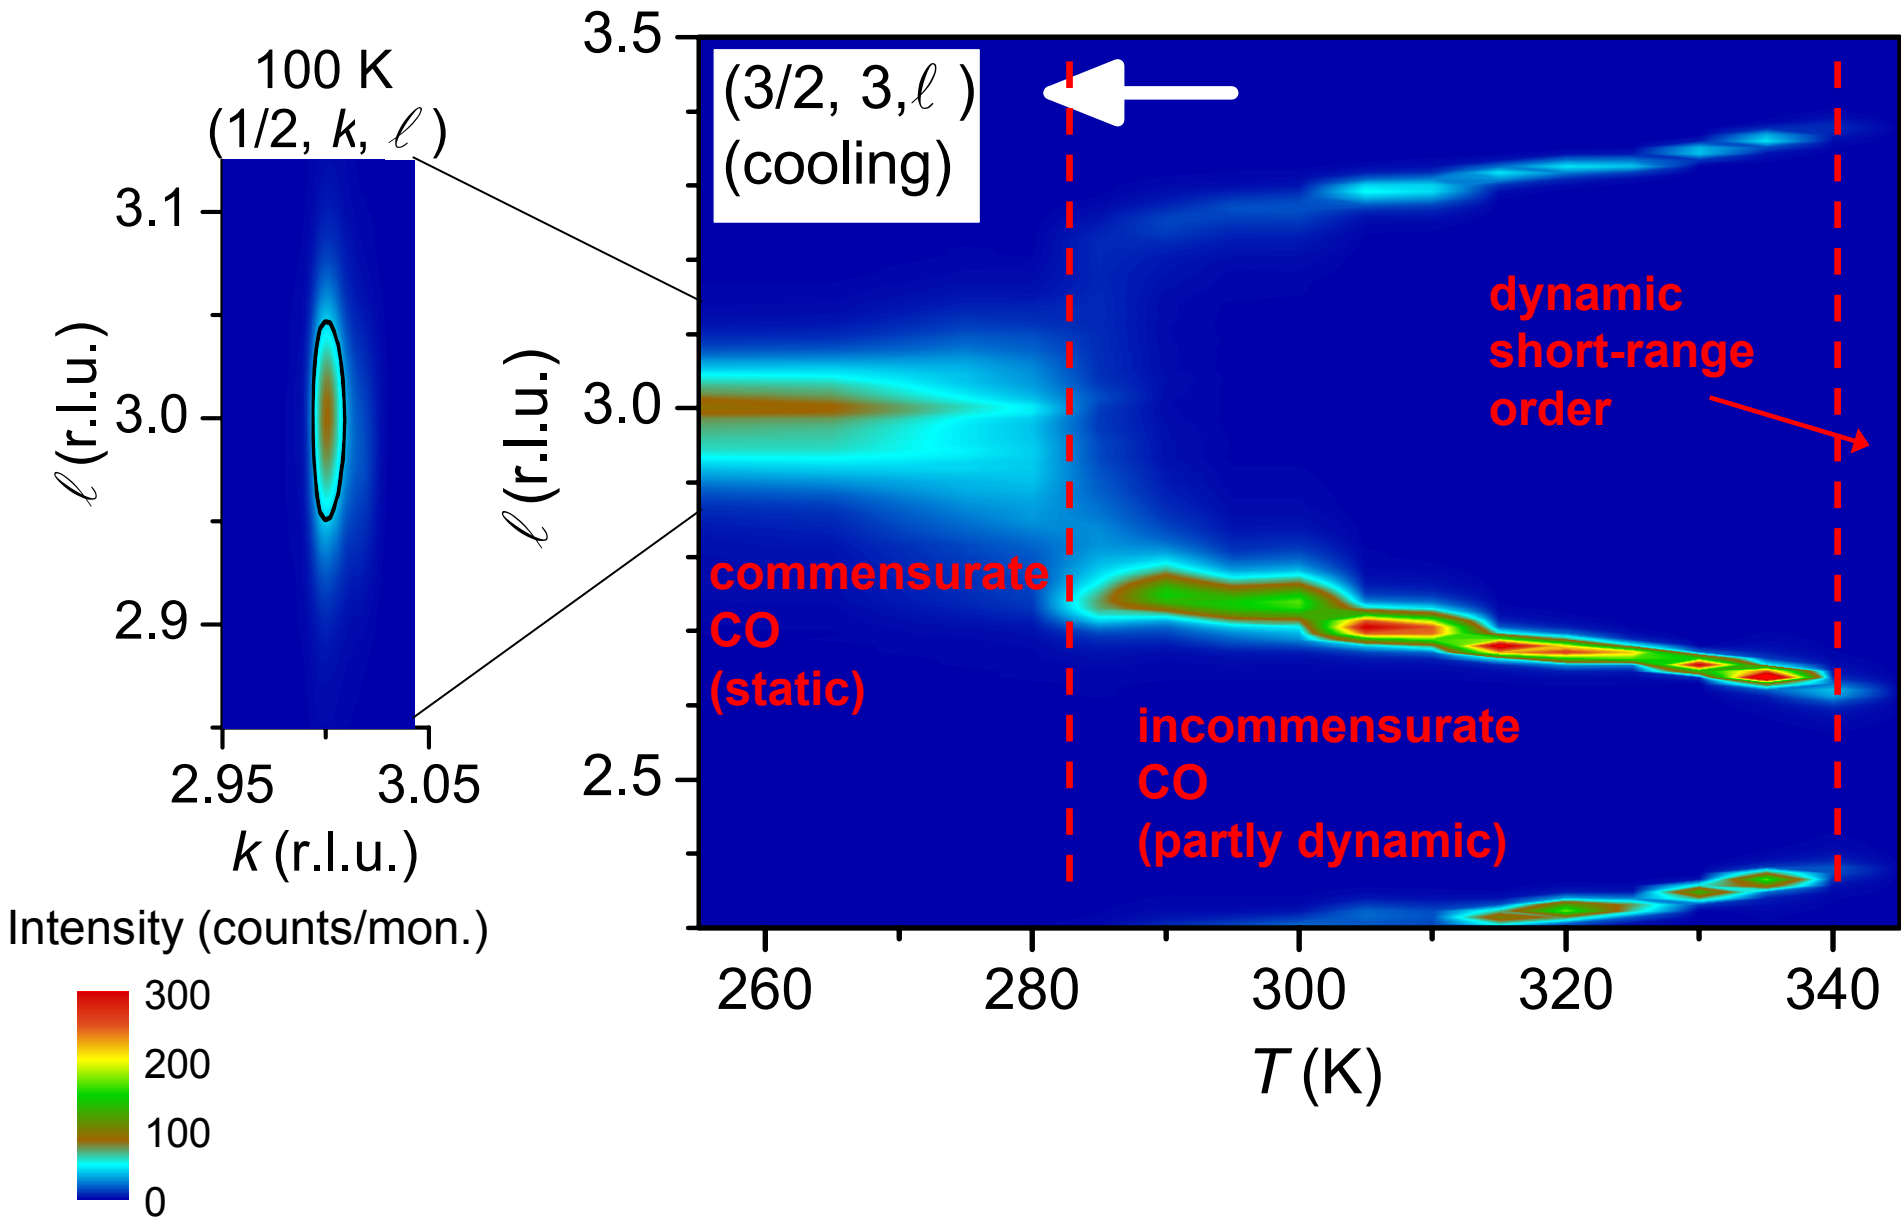 100 K
(1/2, k, ℓ )
3.1
3.0
2.9
ℓ (r.l.u.)
2.95
3.05
k (r.l.u.)
Intensity (counts/mon.)
300
200
100
0
3.5
3.0
2.5
ℓ (r.l.u.)
(3/2, 3,ℓ )
(cooling)
dynamic
short-range
order
commensurate
CO
(static)
incommensurate
CO
(partly dynamic)
260
280
300
320
340
T (K)